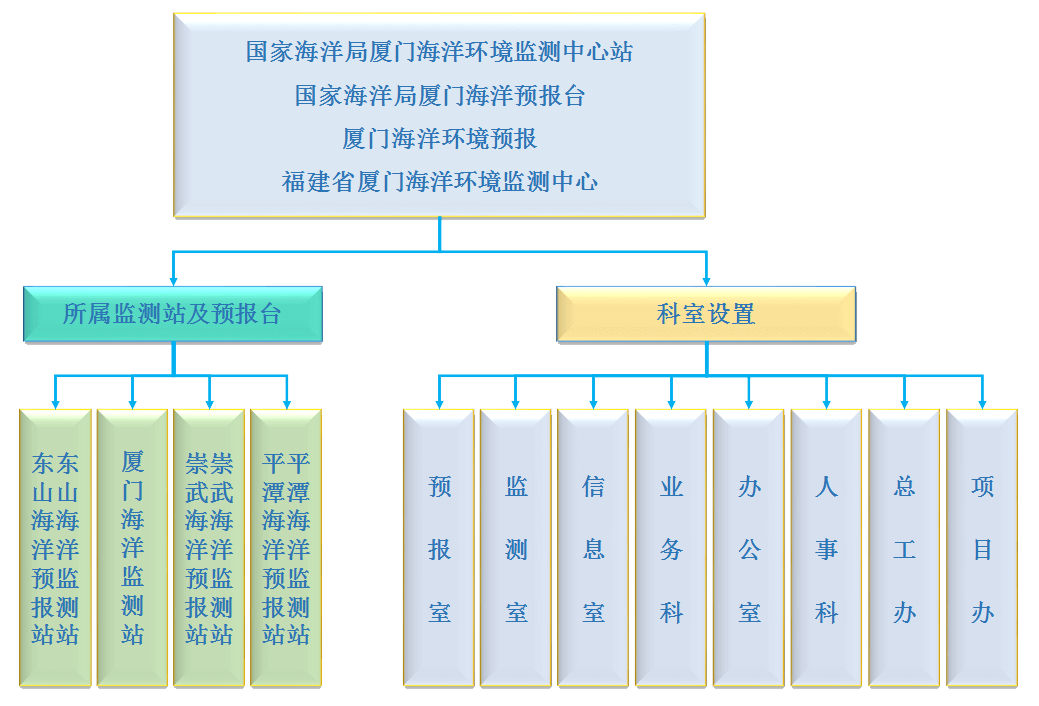 国家海洋局厦门海洋环境监测中心站
国家海洋局厦门海洋预报台
厦门海洋环境预报
福建省厦门海洋环境监测中心
所属监测站及预报台
科室设置
东山海洋监测站
东山海洋预报站
厦门海洋监测站
崇武海洋监测站
崇武海洋预报站
平潭海洋监测站
平潭海洋预报站
预报室
监测室
信息室
业务科
办公室
人事科
总工办
项目办